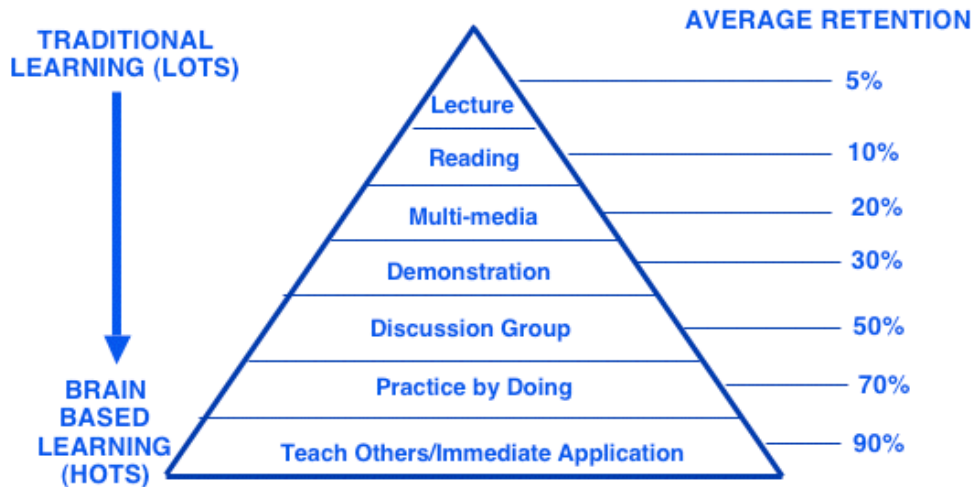 AVERAGE RETENTION
TRADITIONAL
LEARNING (LOTS)
5%
Lecture
10%
Reading
20%
Multi-media
30%
Demonstration
50%
Discussion Group
70%
Practice by Doing
BRAIN
BASED
LEARNING
(HOTS)
90%
Teach Others/Immediate Application